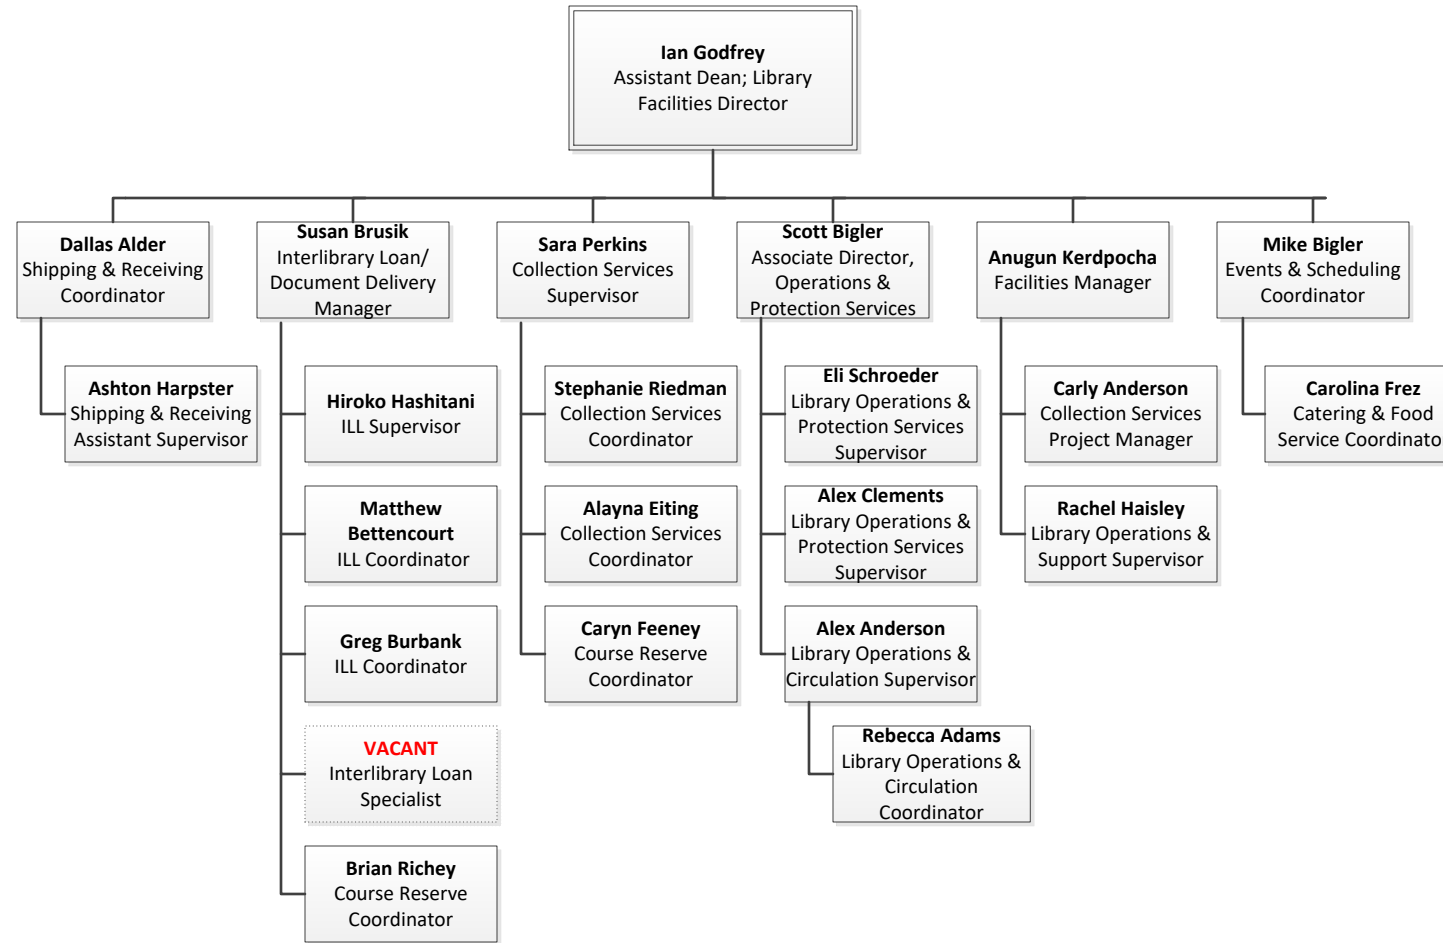 Ian Godfrey
Assistant Dean; Library
Facilities Director
Dallas Alder
Shipping & Receiving
Coordinator
Susan Brusik
Interlibrary Loan/
Document Delivery
Manager
Sara Perkins
Collection Services
Supervisor
Scott Bigler
Associate Director,
Operations &
Protection Services
Anugun Kerdpocha
Facilities Manager
Mike Bigler
Events & Scheduling
Coordinator
Ashton Harpster
Shipping & Receiving
Assistant Supervisor
Hiroko Hashitani
ILL Supervisor
Matthew
Bettencourt
ILL Coordinator
Greg Burbank
ILL Coordinator
VACANT
Interlibrary Loan
Specialist
Brian Richey
Course Reserve
Coordinator
Stephanie Riedman
Collection Services
Coordinator
Alayna Eiting
Collection Services
Coordinator
Caryn Feeney
Course Reserve
Coordinator
Eli Schroeder
Library Operations &
Protection Services
Supervisor
Alex Clements
Library Operations &
Protection Services
Supervisor
Alex Anderson
Library Operations &
Circulation Supervisor
Rebecca Adams
Library Operations &
Circulation
Coordinator
Carly Anderson
Collection Services
Project Manager
Rachel Haisley
Library Operations &
Support Supervisor
Carolina Frez
Catering & Food
Service Coordinato